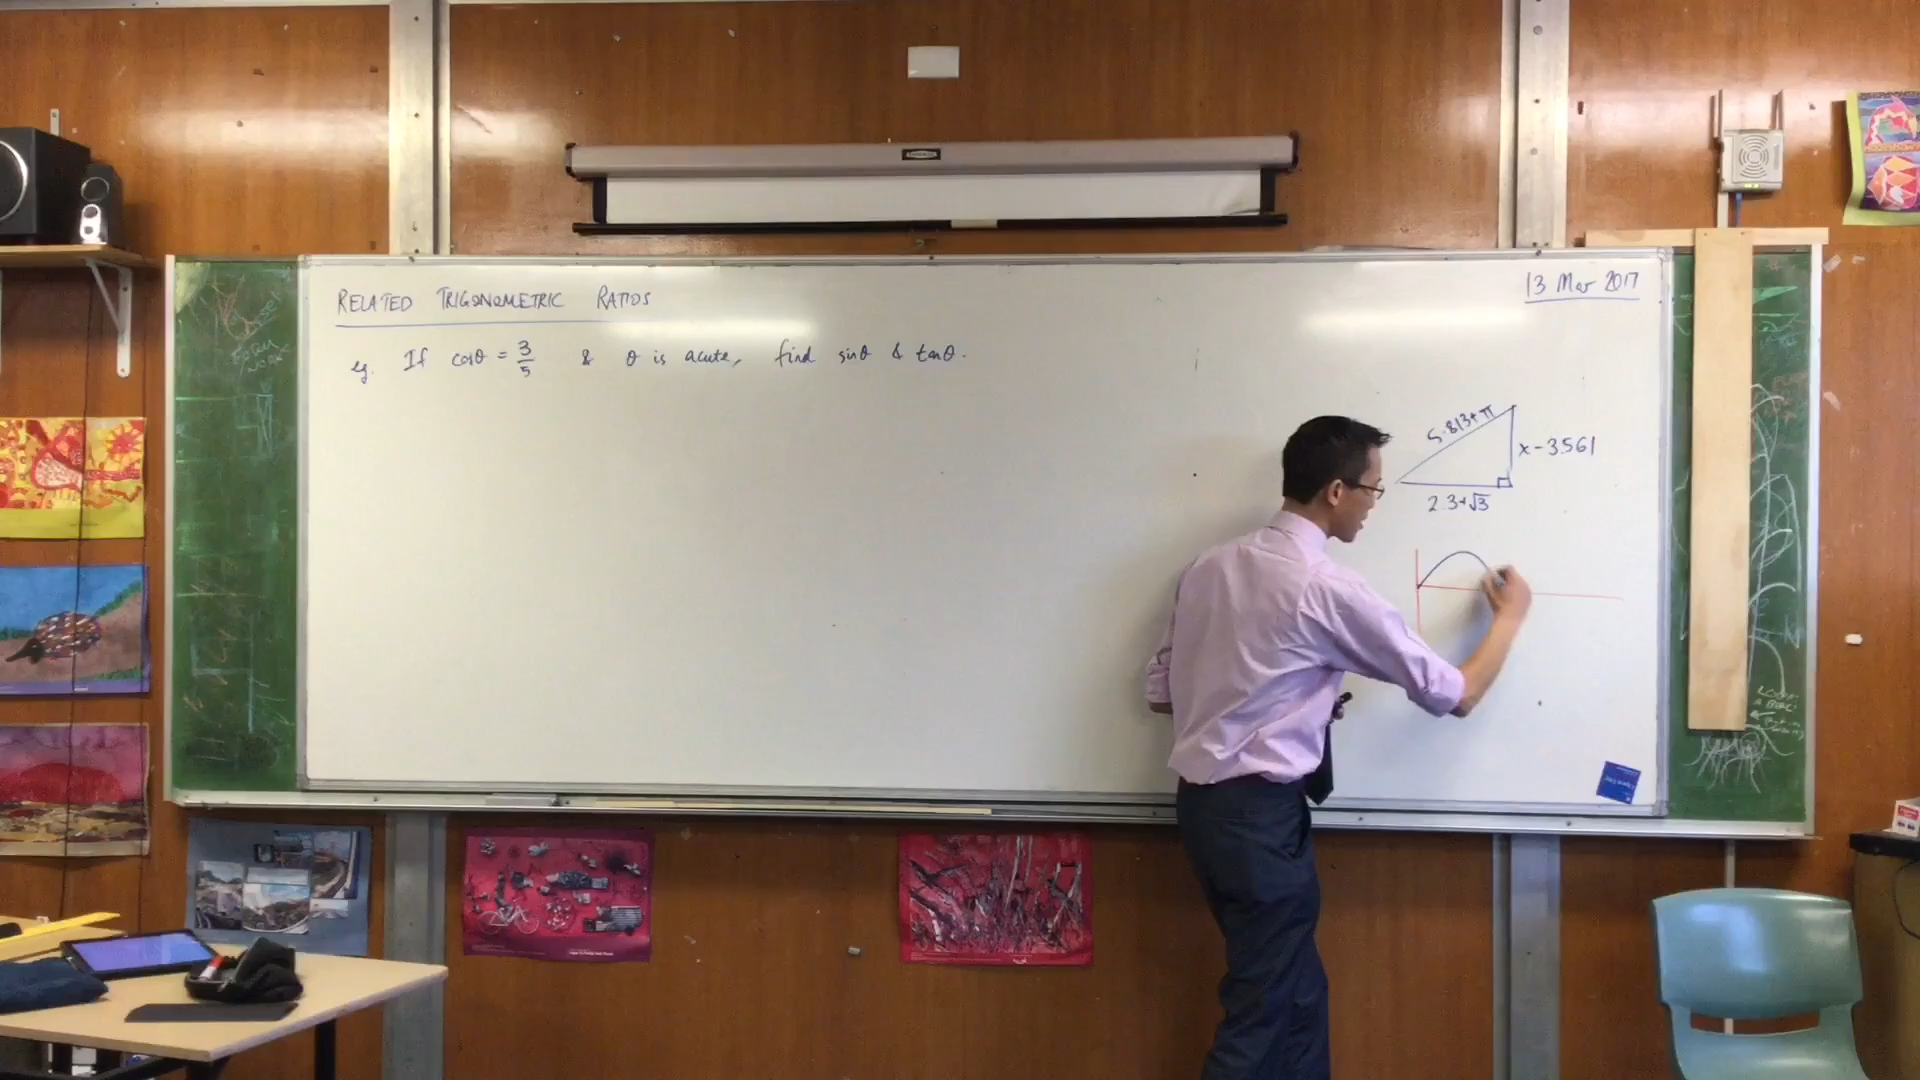 RELATED TRIGONOMETRIC RATIOS
13 Mar 2017
eg. If cosθ = 3/5 & θ is acute, find sinθ & tanθ.
5.813+π
x-3.561
2.3+√3